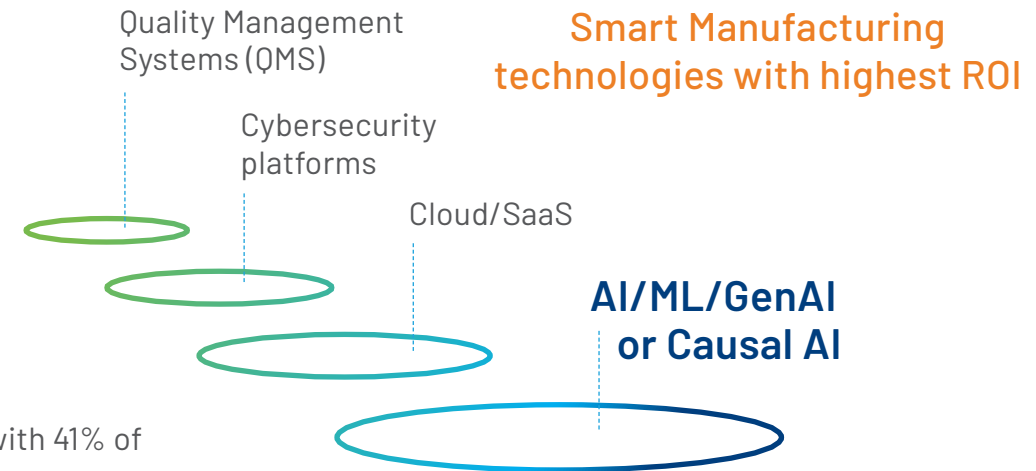 Smart Manufacturing
technologies with highest ROI
Quality Management
Systems (QMS)
Cybersecurity
platforms
Cloud/SaaS
AI/ML/GenAI
or Causal AI
with 41% of